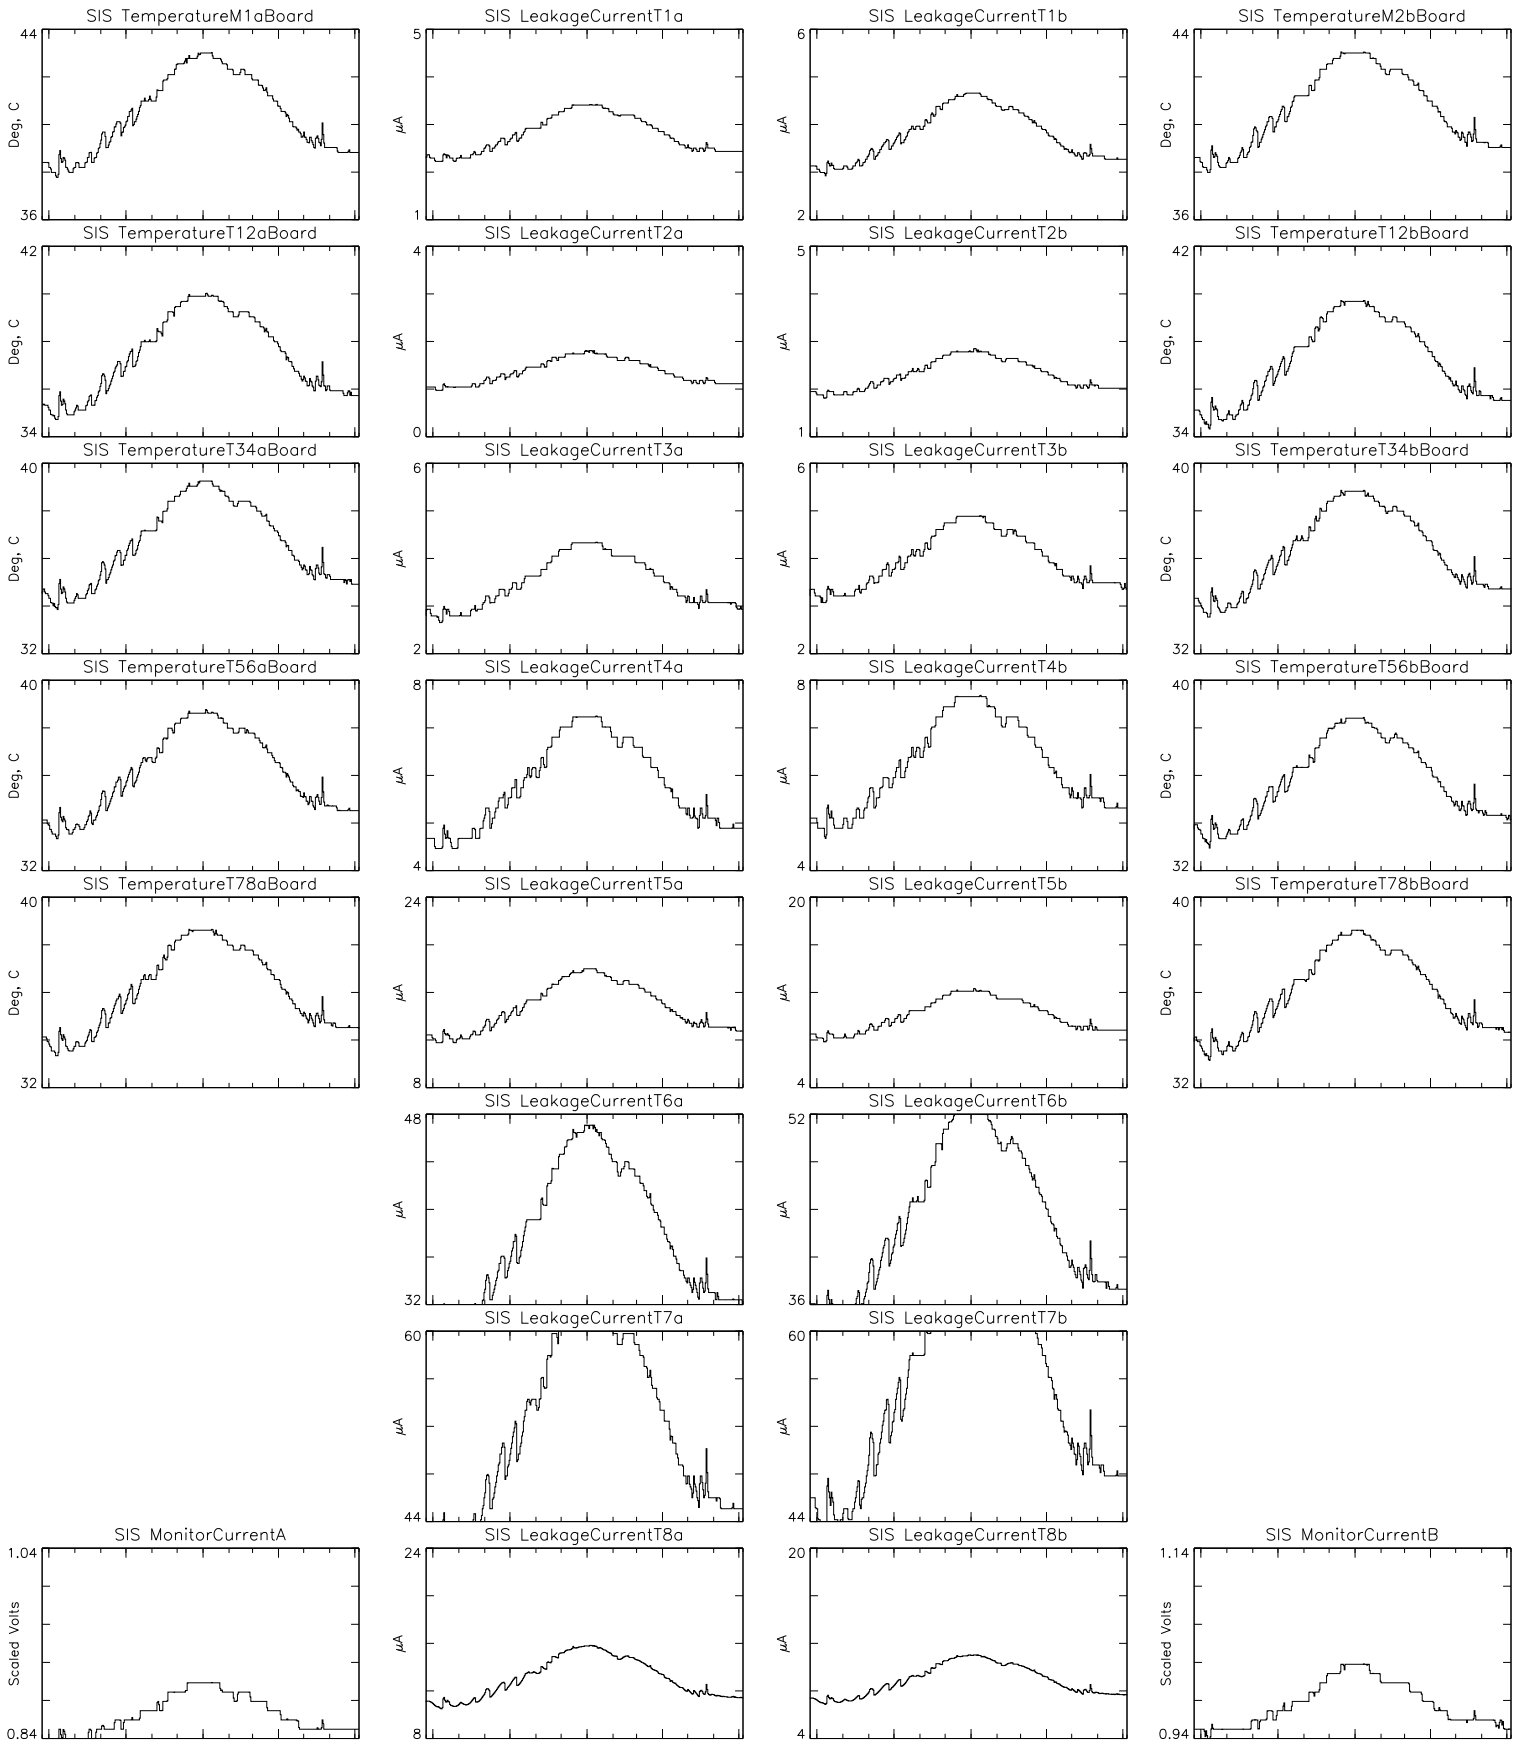 SIS TemperatureM1aBoard
44
Deg, C
36
SIS LeakageCurrentT1a
5
µA
1
SIS LeakageCurrentT1b
6
µA
2
SIS TemperatureM2bBoard
44
Deg, C
36
SIS TemperatureT12aBoard
42
Deg, C
34
SIS LeakageCurrentT2a
4
µA
0
SIS LeakageCurrentT2b
5
µA
1
SIS TemperatureT12bBoard
42
Deg, C
34
SIS TemperatureT34aBoard
40
Deg, C
32
SIS LeakageCurrentT3a
6
µA
2
SIS LeakageCurrentT3b
6
µA
2
SIS TemperatureT34bBoard
40
Deg, C
32
SIS TemperatureT56aBoard
40
Deg, C
32
SIS LeakageCurrentT4a
8
µA
4
SIS LeakageCurrentT4b
8
µA
4
SIS TemperatureT56bBoard
40
Deg, C
32
SIS TemperatureT78aBoard
40
Deg, C
32
SIS LeakageCurrentT5a
24
µA
8
SIS LeakageCurrentT5b
20
µA
4
SIS TemperatureT78bBoard
40
Deg, C
32
SIS LeakageCurrentT6a
48
µA
32
SIS LeakageCurrentT6b
52
µA
36
SIS LeakageCurrentT7a
60
µA
44
SIS LeakageCurrentT7b
60
µA
44
SIS MonitorCurrentA
1.04
Scaled Volts
0.84
SIS LeakageCurrentT8a
24
µA
8
SIS LeakageCurrentT8b
20
µA
4
SIS MonitorCurrentB
1.14
Scaled Volts
0.94